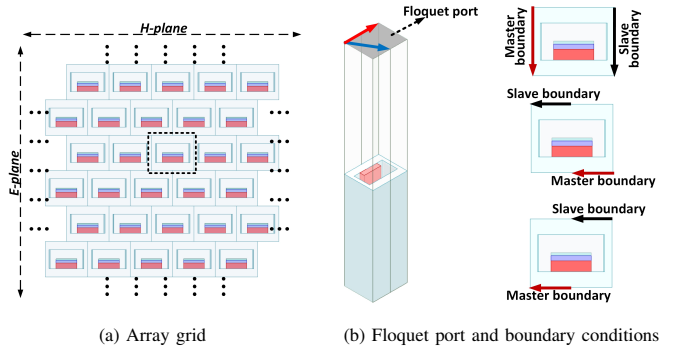 H-plane
E-plane
(a) Array grid
Floquet port
Master
boundary
Slave
boundary
Slave boundary
Master boundary
Slave boundary
Master boundary
(b) Floquet port and boundary conditions